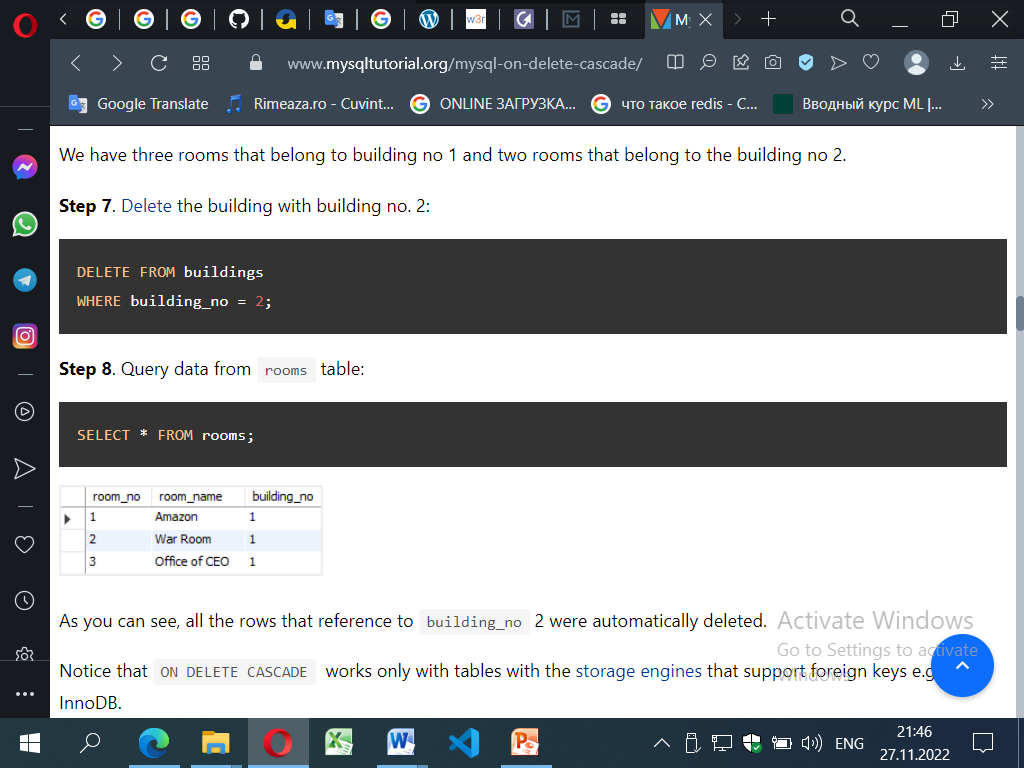 w3r
M
www.mysqltutorial.org/mysql-on-delete-cascade/
Google Translate
Rimeaza.ro - Cuvint...
ONLINE ЗАГРУЗКА...
что такое redis - С...
Вводный курс ML |...
We have three rooms that belong to building no 1 and two rooms that belong to the building no 2.
Step 7. Delete the building with building no. 2:
DELETE FROM buildings
WHERE building_no = 2;
Step 8. Query data from rooms table:
SELECT * FROM rooms;
room_no room_name building_no
1 Amazon 1
2 War Room 1
3 Office of CEO 1
As you can see, all the rows that reference to building_no 2 were automatically deleted.
Activate Windows
Go to Settings to activate
Windows.
Notice that ON DELETE CASCADE works only with tables with the storage engines that support foreign keys e.g
InnoDB.
ENG
21:46
27.11.2022